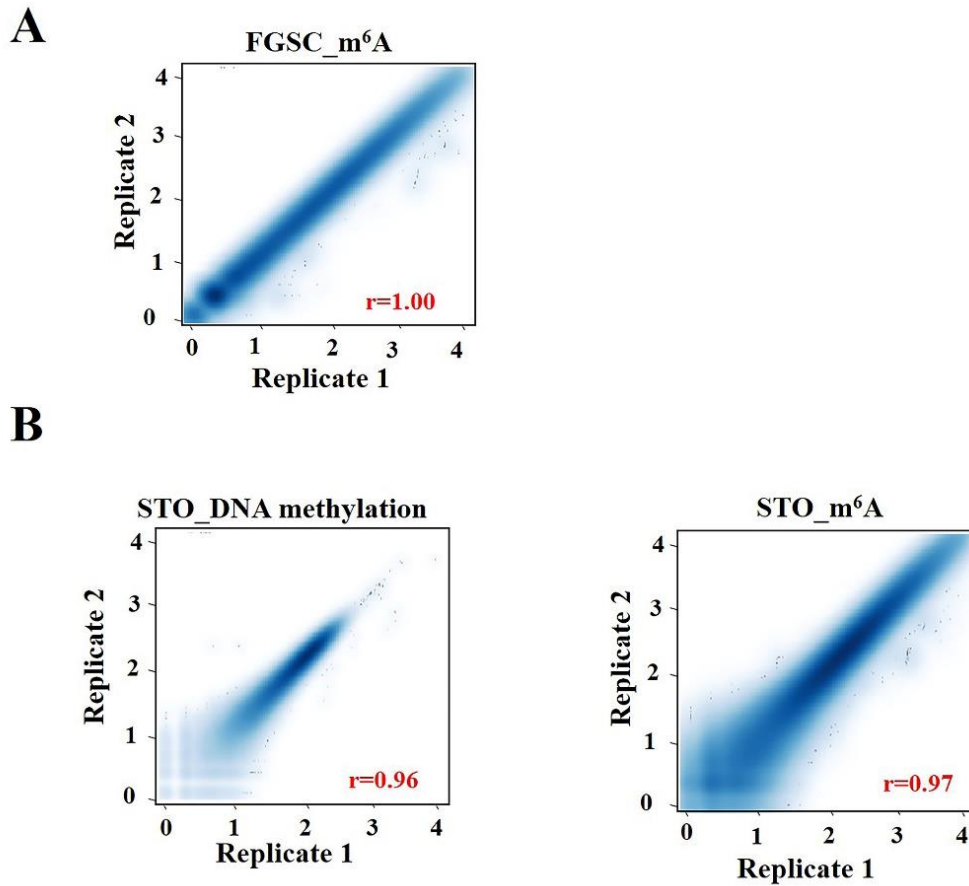 A
FGSC_m⁶A
4
3
2
1
0
Replicate 2
r=1.00
0 1 2 3 4
Replicate 1
B
STO_DNA methylation
4
3
2
1
0
Replicate 2
r=0.96
0 1 2 3 4
Replicate 1
STO_m⁶A
4
3
2
1
0
Replicate 2
r=0.97
0 1 2 3 4
Replicate 1